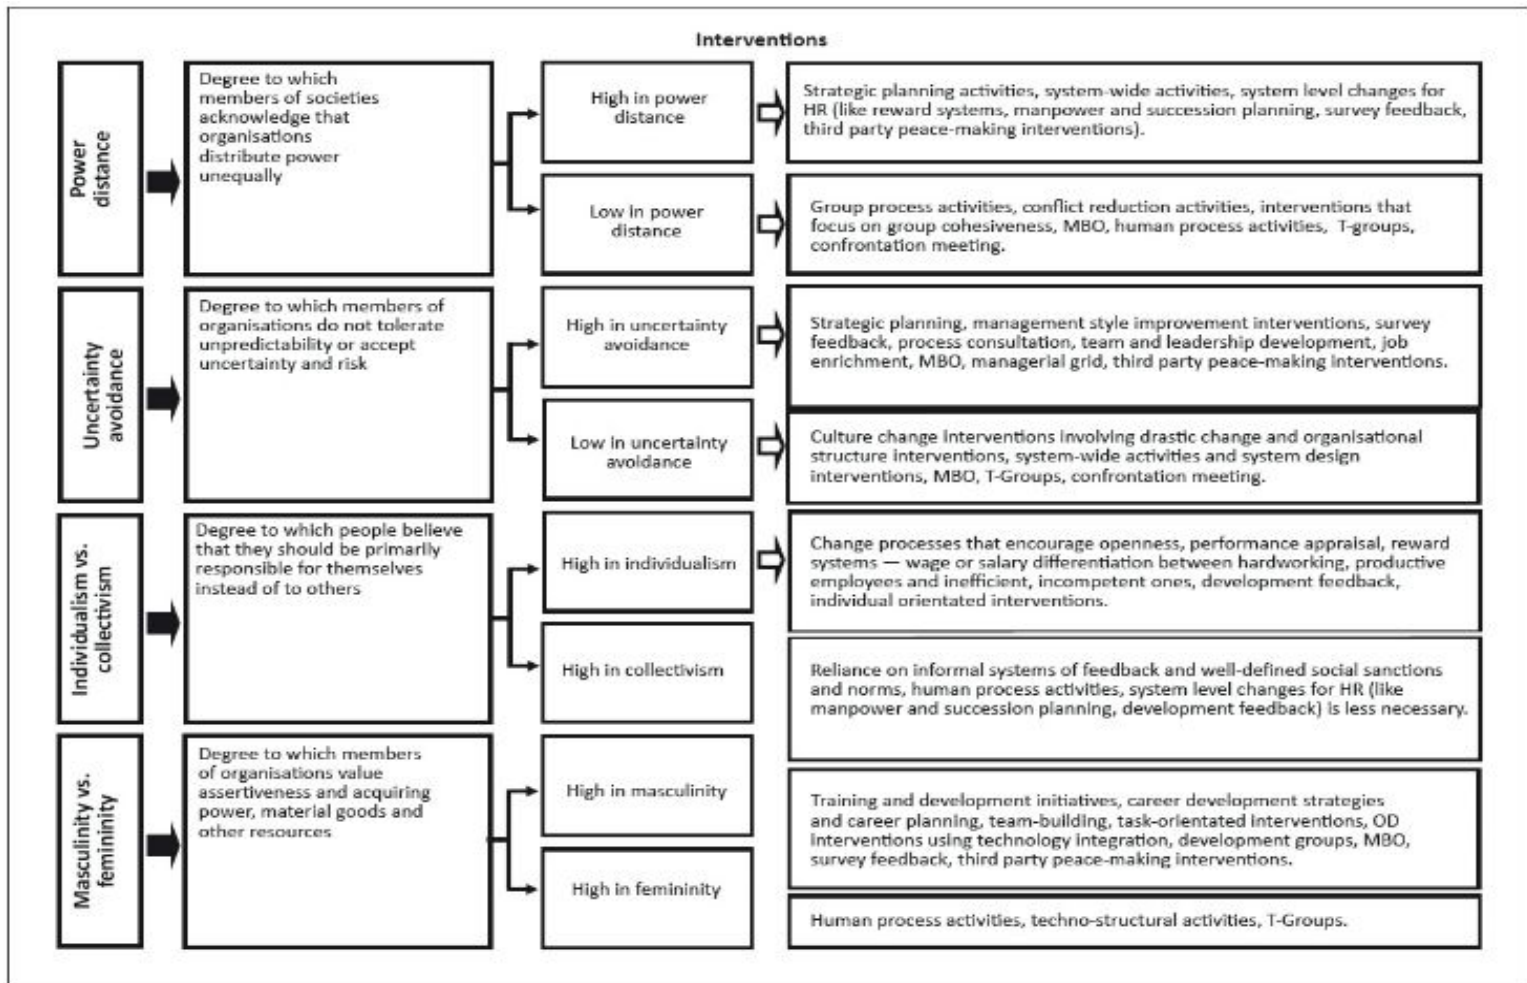 Interventions
Power
distance
Degree to which
members of societies
acknowledge that
organisations
distribute power
unequally
High in power
distance
Strategic planning activities, system-wide activities, system level changes for
HR (like reward systems, manpower and succession planning, survey feedback,
third party peace-making interventions).
Low in power
distance
Group process activities, conflict reduction activities, interventions that
focus on group cohesiveness, MBO, human process activities, T-groups,
confrontation meeting.
Uncertainty
avoidance
Degree to which members of
organisations do not tolerate
unpredictability or accept
uncertainty and risk
High in uncertainty
avoidance
Strategic planning, management style improvement interventions, survey
feedback, process consultation, team and leadership development, job
enrichment, MBO, managerial grid, third party peace-making interventions.
Low in uncertainty
avoidance
Culture change interventions involving drastic change and organisational
structure interventions, system-wide activities and system design
interventions, MBO, T-Groups, confrontation meeting.
Individualism vs.
collectivism
Degree to which people believe
that they should be primarily
responsible for themselves
instead of to others
High in individualism
Change processes that encourage openness, performance appraisal, reward
systems — wage or salary differentiation between hardworking, productive
employees and inefficient, incompetent ones, development feedback,
individual orientated interventions.
High in collectivism
Reliance on informal systems of feedback and well-defined social sanctions
and norms, human process activities, system level changes for HR (like
manpower and succession planning, development feedback) is less necessary.
Masculinity vs.
femininity
Degree to which members
of organisations value
assertiveness and acquiring
power, material goods and
other resources
High in masculinity
Training and development initiatives, career development strategies
and career planning, team-building, task-orientated interventions, OD
interventions using technology integration, development groups, MBO,
survey feedback, third party peace-making interventions.
High in femininity
Human process activities, techno-structural activities, T-Groups.